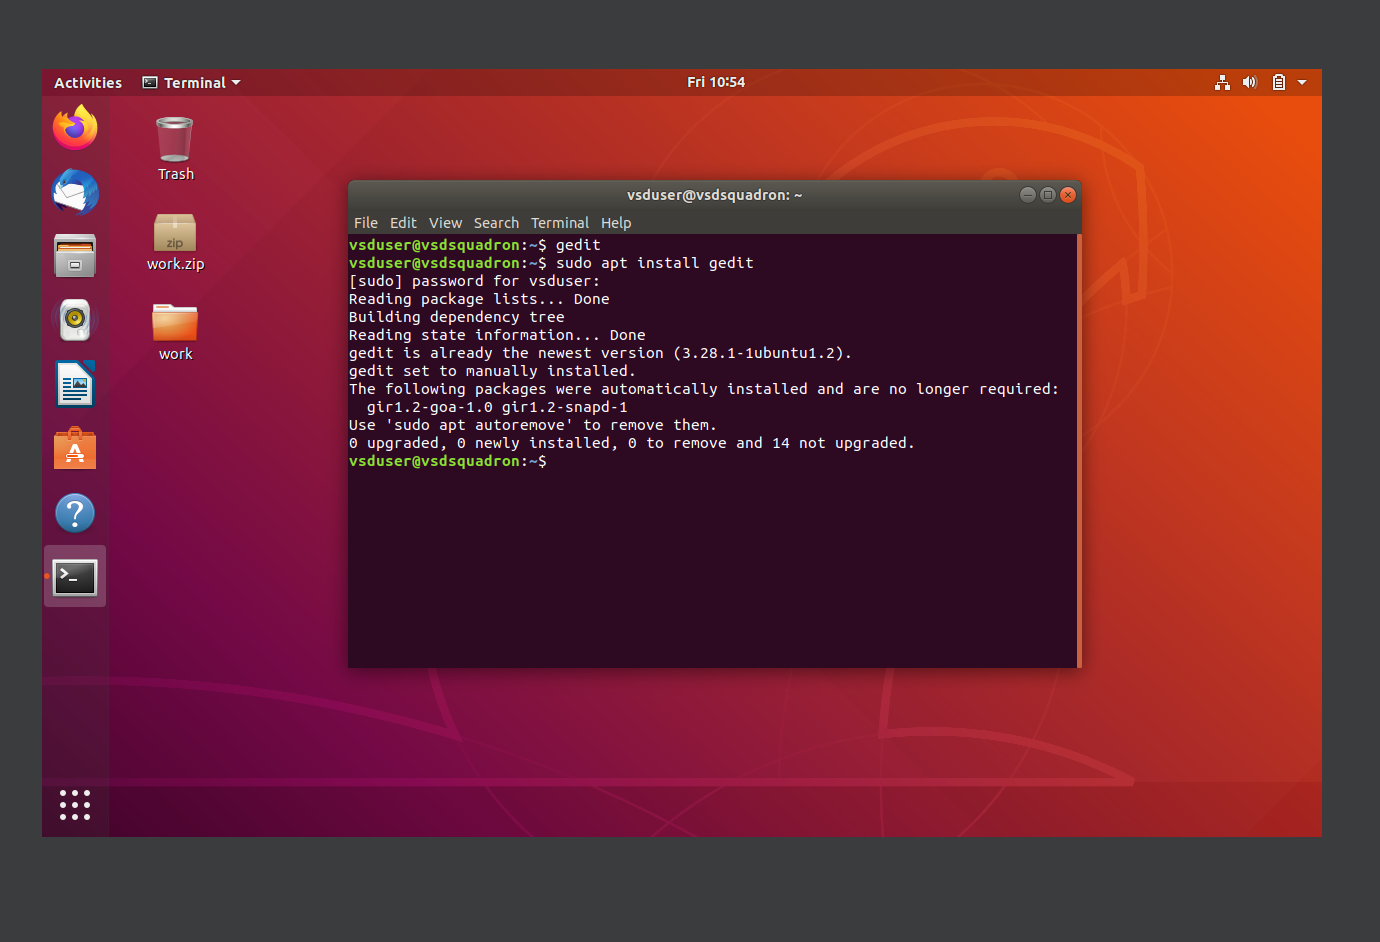 Activities
Terminal
Fri 10:54
Trash
zip
work.zip
work
vsduser@vsdsquadron: ~
File Edit View Search Terminal Help
vsduser@vsdsquadron:~$ gedit
vsduser@vsdsquadron:~$ sudo apt install gedit
[sudo] password for vsduser:
Reading package lists... Done
Building dependency tree
Reading state information... Done
gedit is already the newest version (3.28.1-1ubuntu1.2).
gedit set to manually installed.
The following packages were automatically installed and are no longer required:
  gir1.2-goa-1.0 gir1.2-snapd-1
Use 'sudo apt autoremove' to remove them.
0 upgraded, 0 newly installed, 0 to remove and 14 not upgraded.
vsduser@vsdsquadron:~$